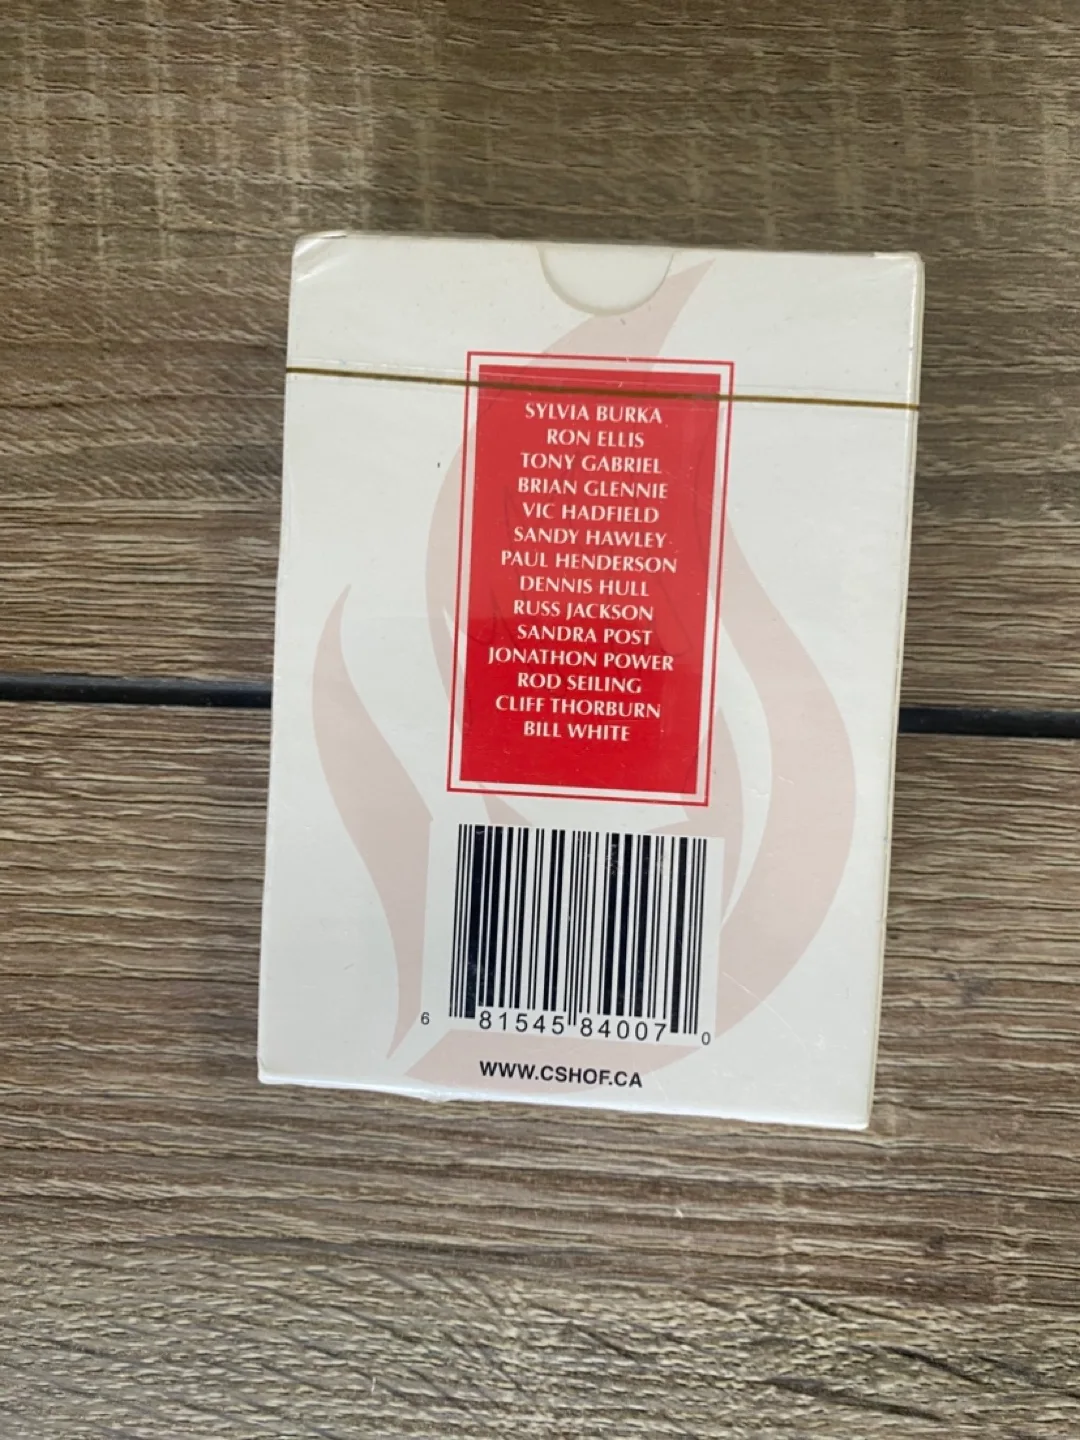 SYLVIA BURKA
RON ELLIS
TONY GABRIEL
BRIAN GLENNIE
VIC HADFIELD
SANDY HAWLEY
PAUL HENDERSON
DENNIS HULL
RUSS JACKSON
SANDRA POST
JONATHON POWER
ROD SEILING
CLIFF THORBURN
BILL WHITE
6 81545 84007 0
WWW.CSHOF.CA